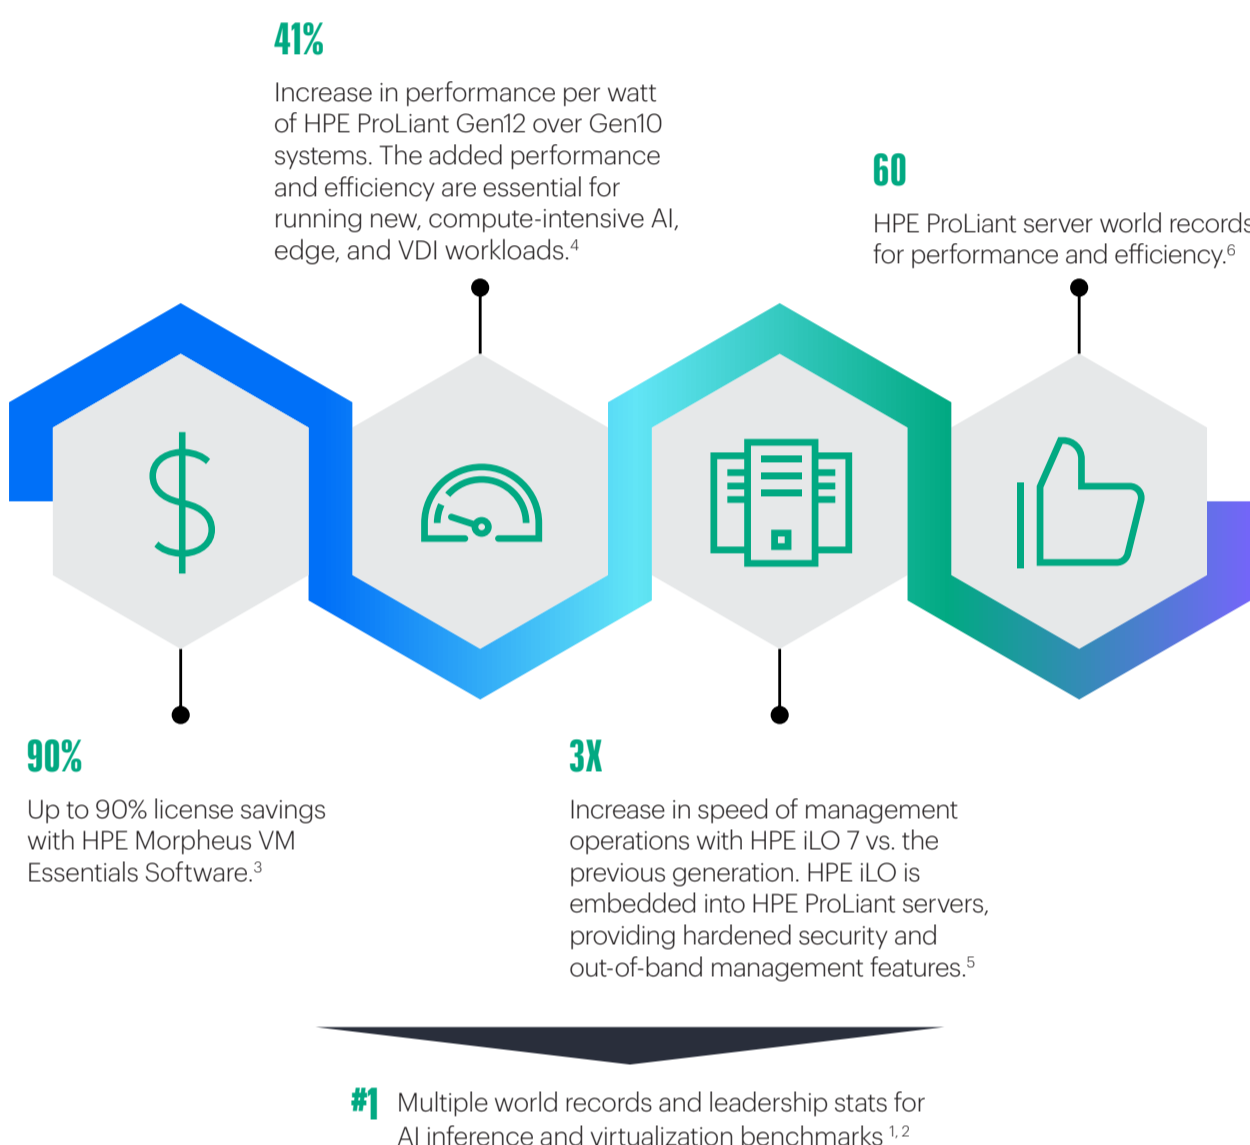 41%
Increase in performance per watt
of HPE ProLiant Gen12 over Gen10
systems. The added performance
and efficiency are essential for
running new, compute-intensive AI,
edge, and VDI workloads.4
60
HPE ProLiant server world records
for performance and efficiency.6
90%
Up to 90% license savings
with HPE Morpheus VM
Essentials Software.3
3X
Increase in speed of management
operations with HPE iLO 7 vs. the
previous generation. HPE iLO is
embedded into HPE ProLiant servers,
providing hardened security and
out-of-band management features.5
#1 Multiple world records and leadership stats for
AI inference and virtualization benchmarks 1, 2